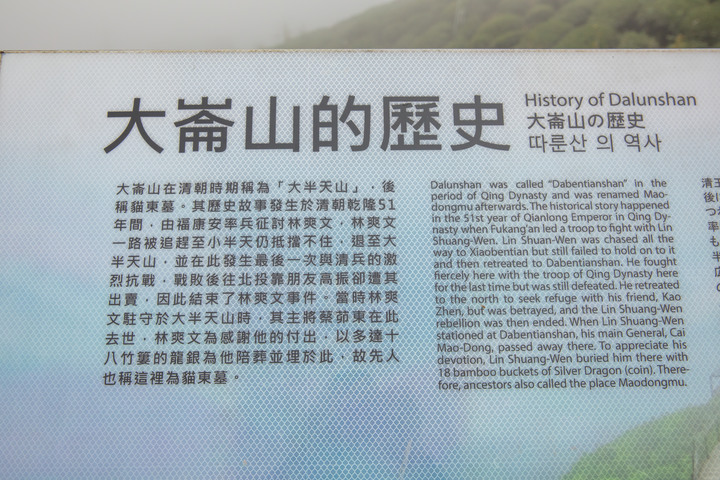 大崙山的歷史
History of Dalunshan
大崙山の歴史
따룬산 의 역사
大崙山在清朝時期稱為「大半天山」，後
稱貓東墓。其歷史故事發生於清朝乾隆51
年間，由福康安率兵征討林爽文，林爽文
一路被追趕至小半天仍抵擋不住，還至大
半天山，並在此發生最後一次與清兵的激
烈抗戰，戰敗後往北投靠朋友高振卻遭其
出賣，因此結束了林爽文事件。當時林爽
文駐守於大半天山時，其主將蔡茆東在此
去世，林爽文為感謝他的付出，以多達十
八竹簍的龍銀為他陪葬並埋於此，故先人
也稱這裡為貓東墓。
Dalunshan was called “Dabentianshan” in the
period of Qing Dynasty and was renamed Mao-
dongmu afterwards. The historical story happened
in the 51st year of Qianlong Emperor in Qing Dy-
nasty when Fukang'an led a troop to fight with Lin
Shuang-Wen. Lin Shuan-Wen was chased all the
way to Xiaobentian but still failed to hold on to it
and then retreated to Dabentianshan. He fought
fiercely here with the troop of Qing Dynasty here
for the last time but was still defeated. He retreated
to the north to seek refuge with his friend, Kao
Zhen, but was betrayed, and the Lin Shuang-Wen
rebellion was then ended. When Lin Shuang-Wen
stationed at Dabentianshan, his main General, Cai
Mao-Dong, passed away there. To appreciate his
devotion, Lin Shuang-Wen buried him there with
18 bamboo buckets of Silver Dragon (coin). There-
fore, ancestors also called the place Maodongmu.